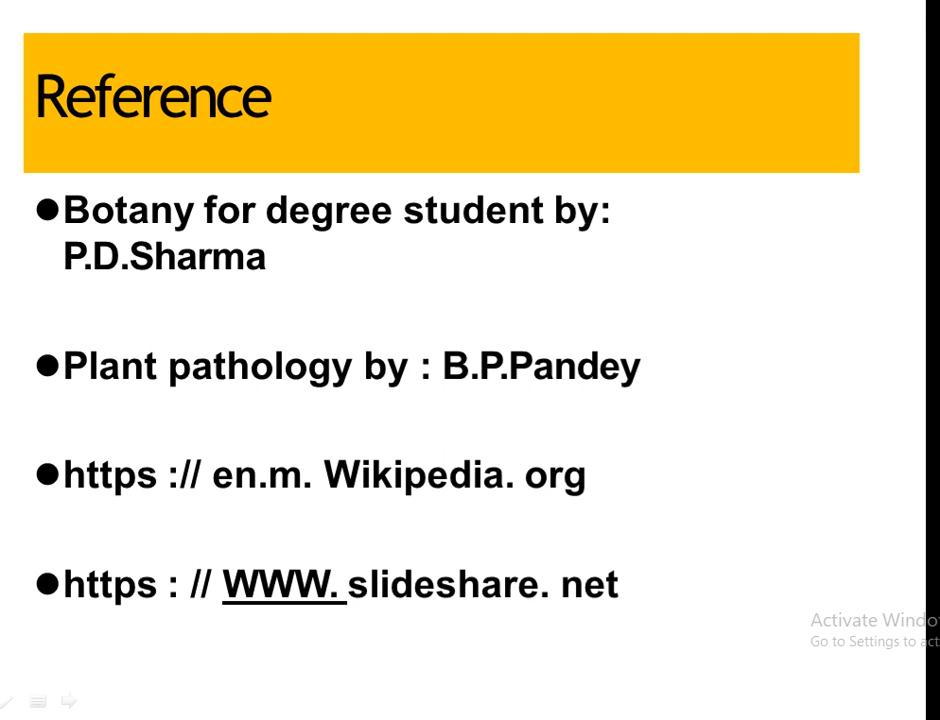 Reference
●Botany for degree student by:
P.D.Sharma
●Plant pathology by : B.P.Pandey
●https :// en.m. Wikipedia. org
●https : // WWW. slideshare. net
Activate Windo
Go to Settings to act